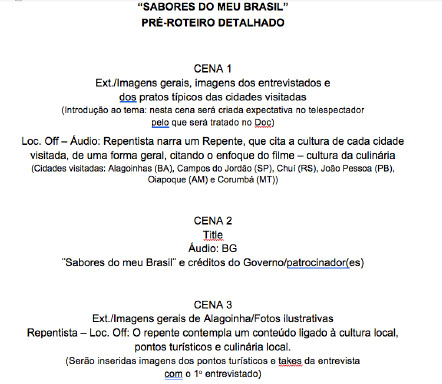 “SABORES DO MEU BRASIL”
PRÉ-ROTEIRO DETALHADO
CENA 1
Ext./Imagens gerais, imagens dos entrevistados e
dos pratos típicos das cidades visitadas
(Introdução ao tema: nesta cena será criada expectativa no telespectador
pelo que será tratado no Doc)
Loc. Off – Áudio: Repentista narra um Repente, que cita a cultura de cada cidade
visitada, de uma forma geral, citando o enfoque do filme – cultura da culinária
(Cidades visitadas: Alagoinhas (BA), Campos do Jordão (SP), Chuí (RS), João Pessoa (PB),
Oiapoque (AM) e Corumbá (MT))
CENA 2
Title
Áudio: BG
“Sabores do meu Brasil” e créditos do Governo/patrocinador(es)
CENA 3
Ext./Imagens gerais de Alagoinha/Fotos ilustrativas
Repentista – Loc. Off: O repente contempla um conteúdo ligado à cultura local,
pontos turísticos e culinária local.
(Serão inseridas imagens dos pontos turísticos e takes da entrevista
com o 1º entrevistado)